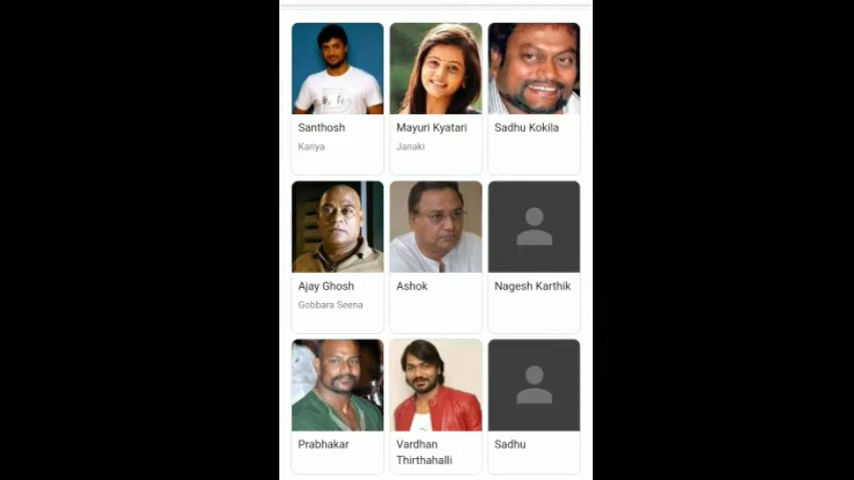 Santhosh
Kariya
Mayuri Kyatari
Janaki
Sadhu Kokila
Ajay Ghosh
Gobbara Seena
Ashok
Nagesh Karthik
Prabhakar
Vardhan
Thirthahalli
Sadhu